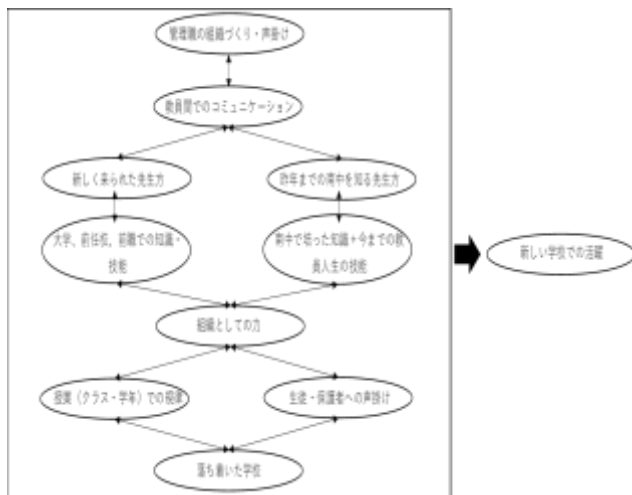 管理職の組織づくり・声掛け
教員間でのコミュニケーション
新しく来られた先生方
昨年までの南中を知る先生方
大学、前任校、前職での知識・
技能
南中で培った知識＋今までの教
員人生の技能
新しい学校での活躍
組織としての力
授業（クラス・学年）での規律
生徒・保護者への声掛け
落ち着いた学校